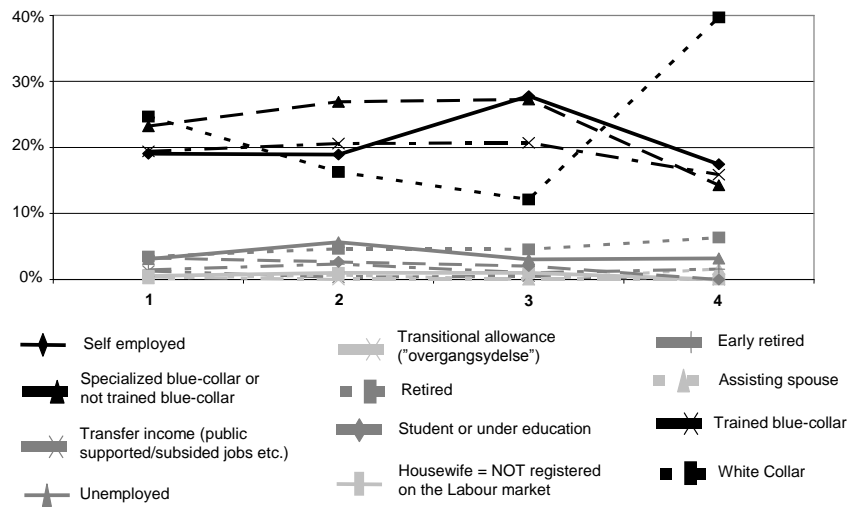 40%
30%
20%
10%
0%
1 2 3 4
Self employed
Specialized blue-collar or
not trained blue-collar
Transfer income (public
supported/subsided jobs etc.)
Unemployed
Transitional allowance
("overgangsydelse")
Retired
Student or under education
Housewife = NOT registered
on the Labour market
Early retired
Assisting spouse
Trained blue-collar
White Collar